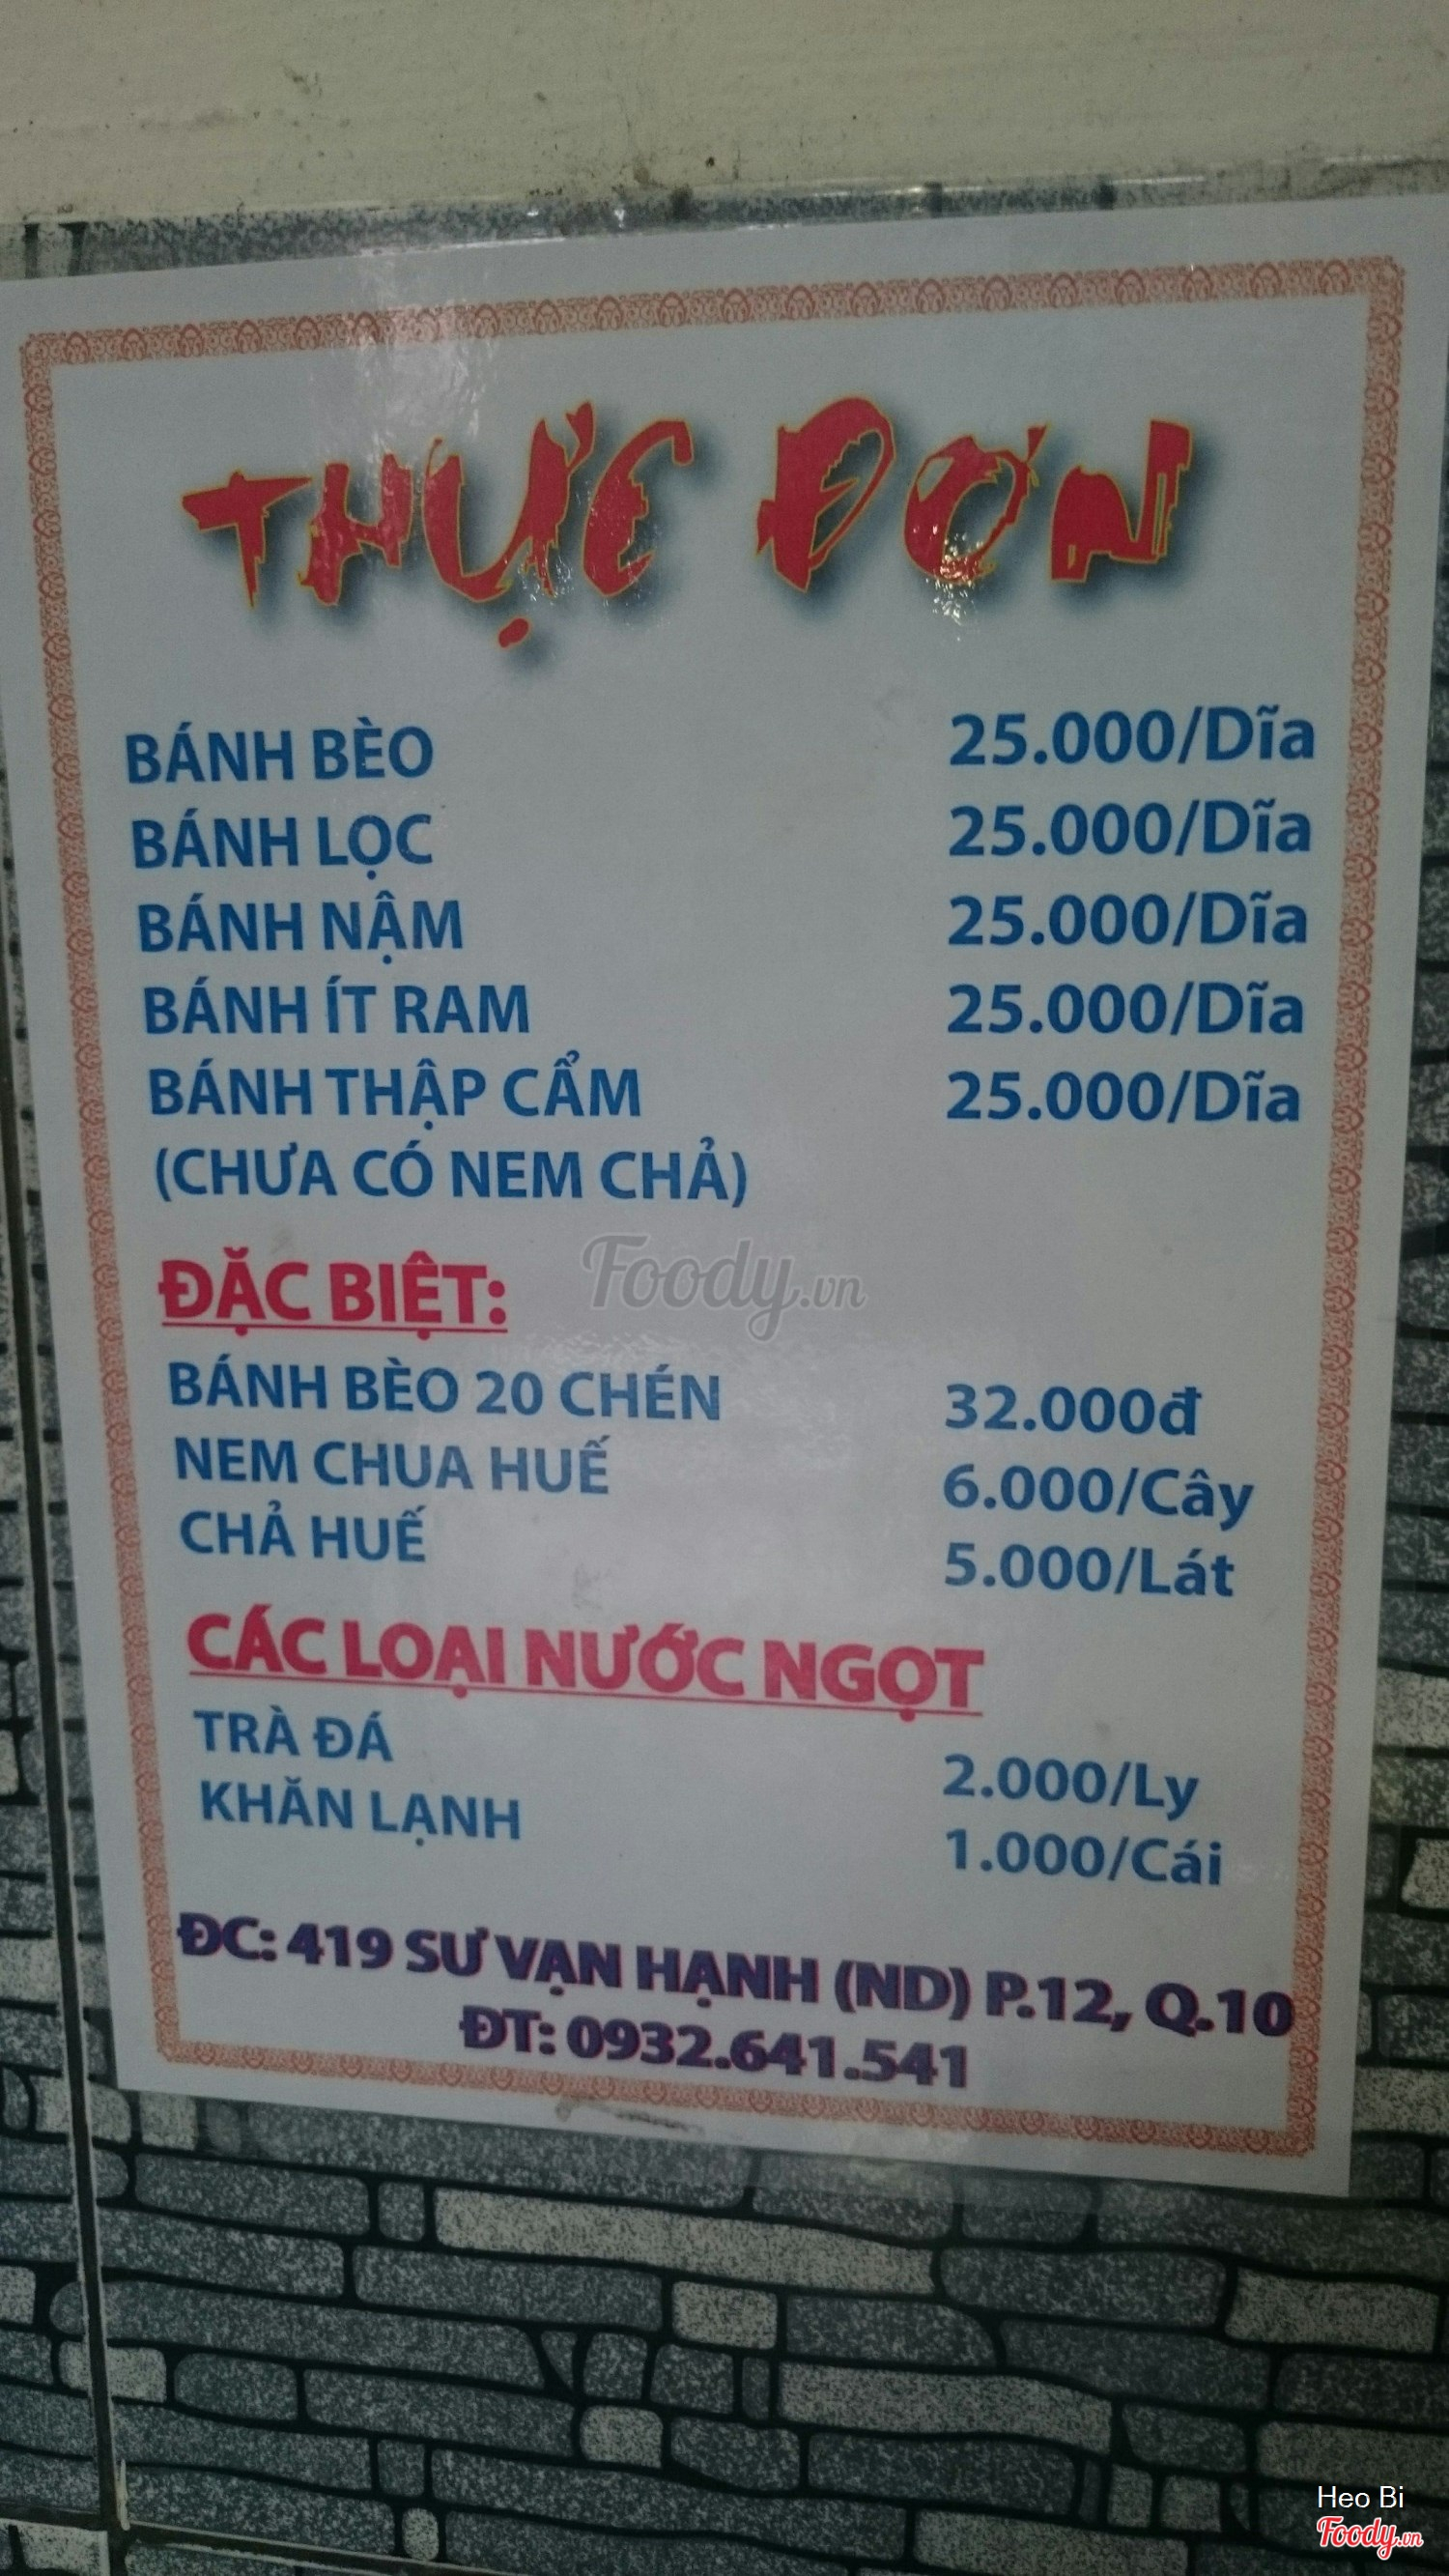 THỰC ĐƠN
BÁNH BÈO 25.000/Dĩa
BÁNH LỌC 25.000/Dĩa
BÁNH NẬM 25.000/Dĩa
BÁNH ÍT RAM 25.000/Dĩa
BÁNH THẬP CẨM 25.000/Dĩa
(CHƯA CÓ NEM CHẢ)
Foody.vn
ĐẶC BIỆT:
BÁNH BÈO 20 CHÉN 32.000đ
NEM CHUA HUẾ 6.000/Cây
CHẢ HUẾ 5.000/Lát
CÁC LOẠI NƯỚC NGỌT
TRÀ ĐÁ 2.000/Ly
KHĂN LẠNH 1.000/Cái
ĐC: 419 SƯ VẠN HẠNH (ND) P.12, Q.10
ĐT: 0932.641.541
Heo Bi
Foody.vn